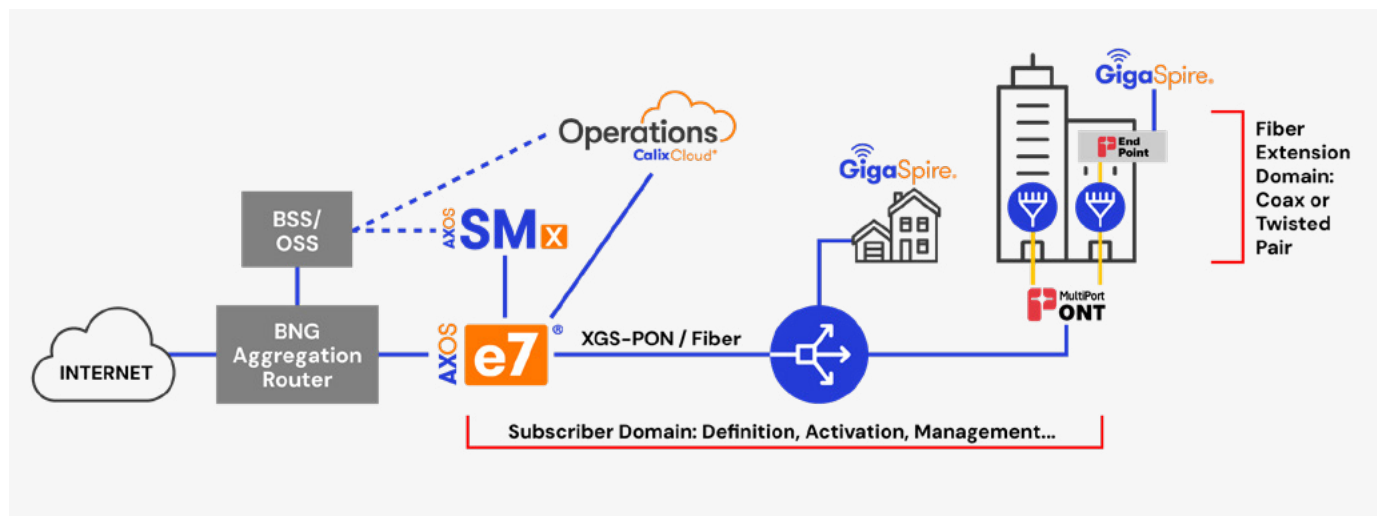 GigaSpire®
Operations
CalixCloud®
GigaSpire®
End
Point
Fiber
Extension
Domain:
Coax or
Twisted
Pair
BSS/
OSS
AXOS
SMx
INTERNET
BNG
Aggregation
Router
AXOS
e7®
XGS-PON / Fiber
MultiPort
ONT
Subscriber Domain: Definition, Activation, Management...